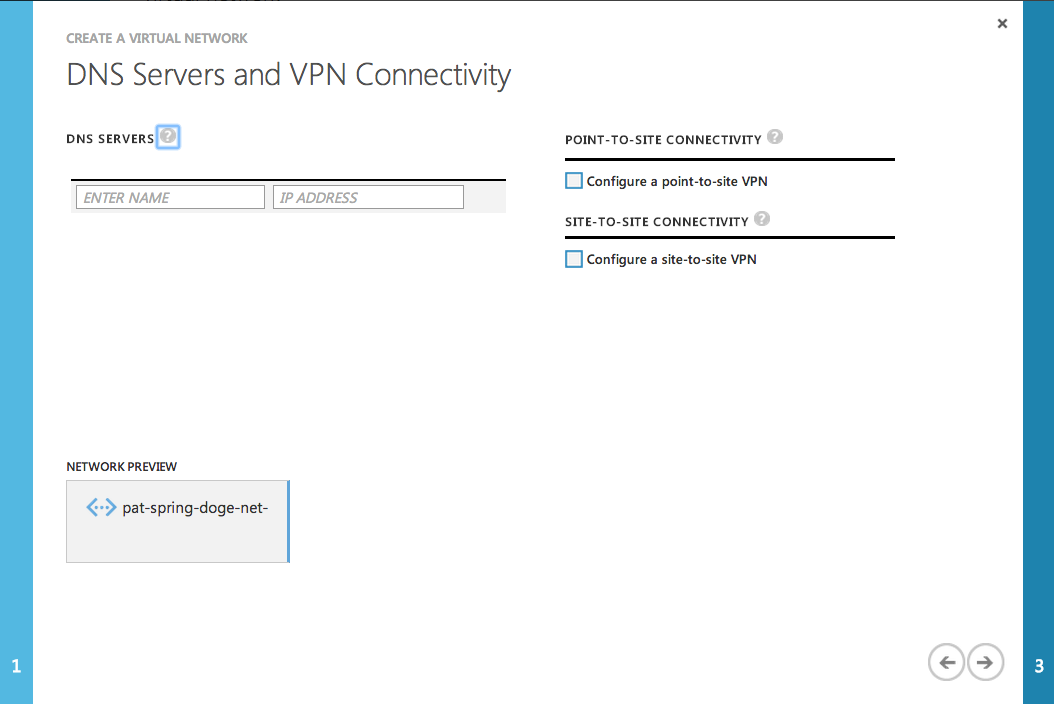 CREATE A VIRTUAL NETWORK
DNS Servers and VPN Connectivity
DNS SERVERS ?
ENTER NAME
IP ADDRESS
POINT-TO-SITE CONNECTIVITY ?
Configure a point-to-site VPN
SITE-TO-SITE CONNECTIVITY ?
Configure a site-to-site VPN
NETWORK PREVIEW
pat-spring-doge-net-
1
3